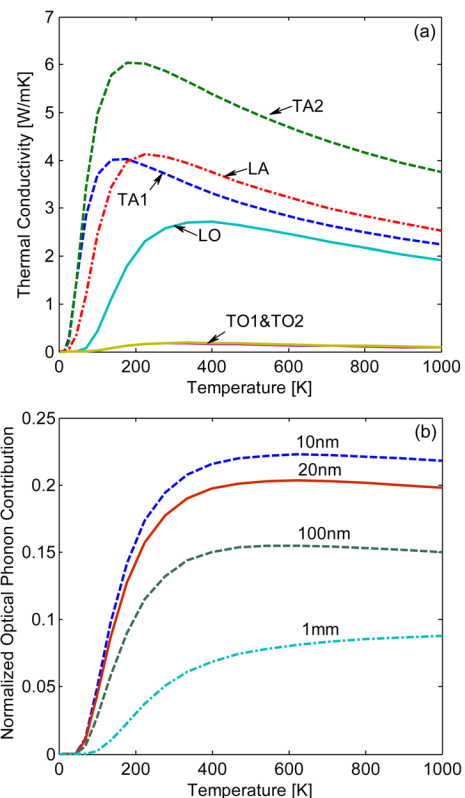 7
(a)
6
5
4
3
2
1
0
Thermal Conductivity [W/mK]
TA2
LA
TA1
LO
TO1&TO2
0 200 400 600 800 1000
Temperature [K]
0.25
(b)
0.2
0.15
0.1
0.05
0
Normalized Optical Phonon Contribution
10nm
20nm
100nm
1mm
0 200 400 600 800 1000
Temperature [K]